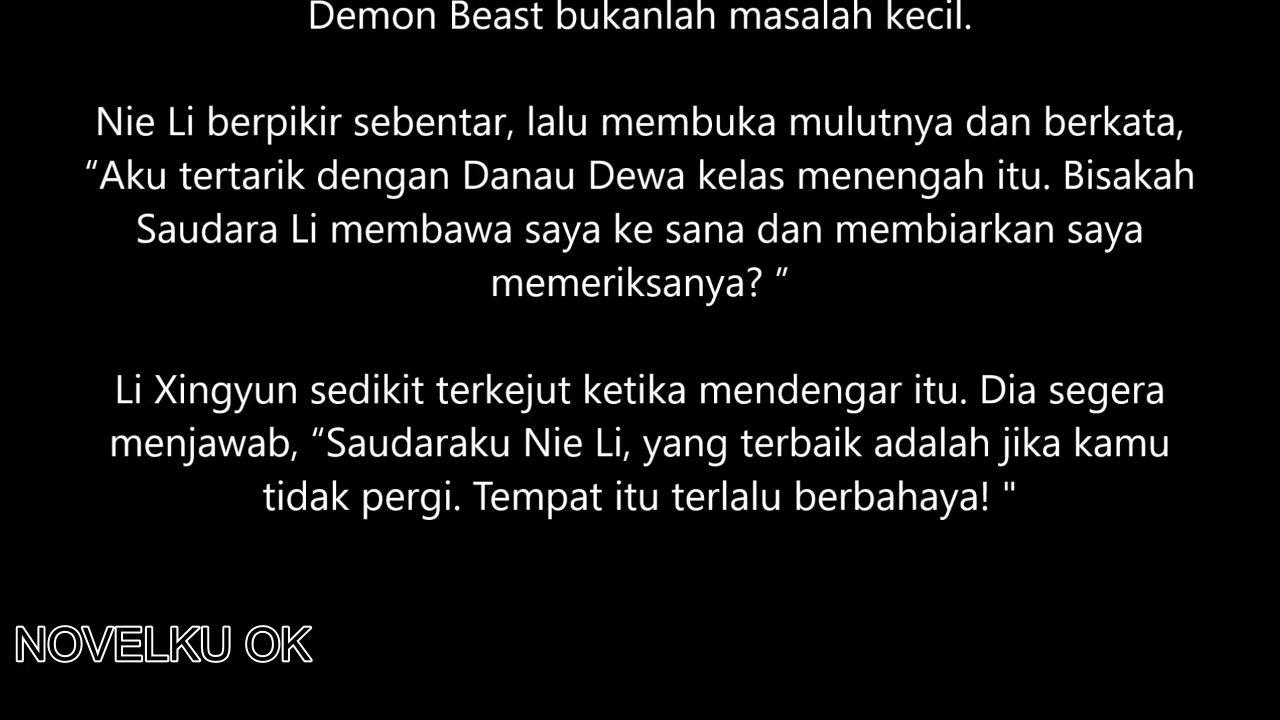 Demon Beast bukanlah masalah kecil.
Nie Li berpikir sebentar, lalu membuka mulutnya dan berkata,
“Aku tertarik dengan Danau Dewa kelas menengah itu. Bisakah
Saudara Li membawa saya ke sana dan membiarkan saya
memeriksanya? ”
Li Xingyun sedikit terkejut ketika mendengar itu. Dia segera
menjawab, “Saudaraku Nie Li, yang terbaik adalah jika kamu
tidak pergi. Tempat itu terlalu berbahaya! "
NOVELKU OK